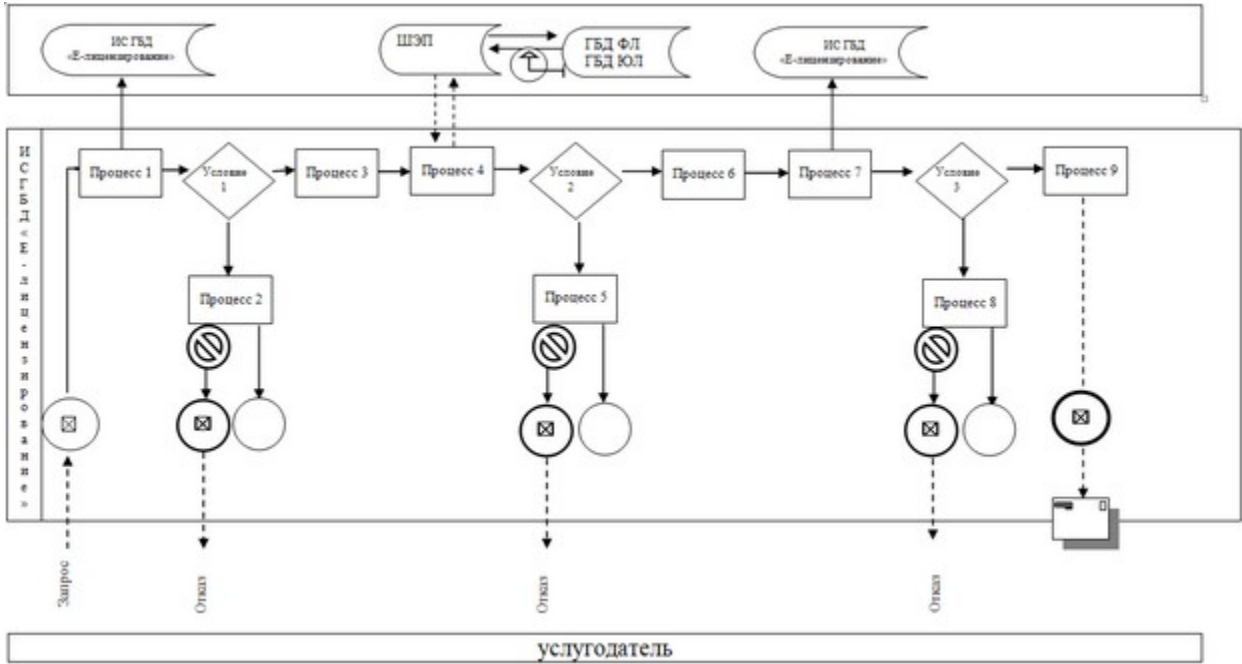 ИС ГБД
«Е-лицензирование»
ШЭП
ГБД ФЛ
ГБД ЮЛ
ИС ГБД
«Е-лицензирование»
ИС ГБД «Е-лицензирование»
Процесс 1
Условие
1
Процесс 3
Процесс 4
Условие
2
Процесс 6
Процесс 7
Условие
3
Процесс 9
Процесс 2
Процесс 5
Процесс 8
Запрос
Отказ
Отказ
Отказ
услугодатель